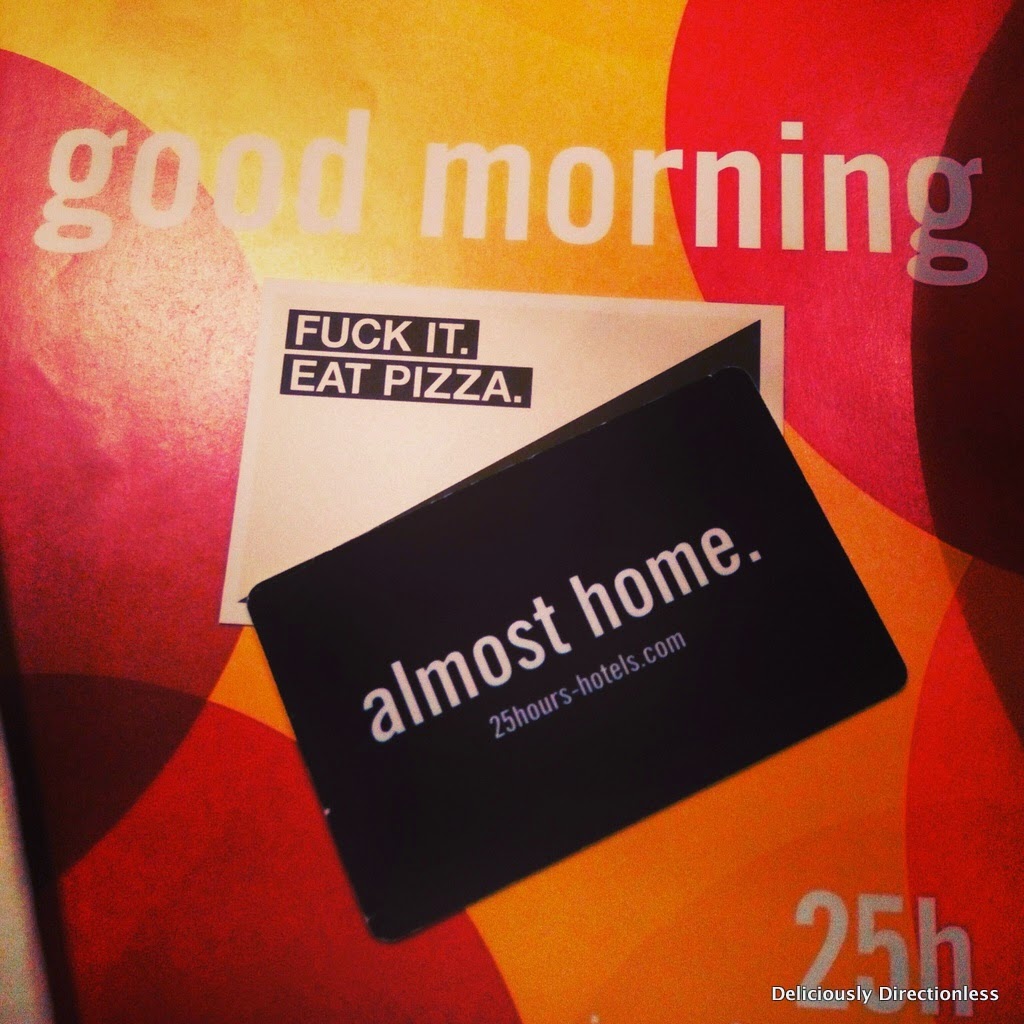 good morning
FUCK IT.
EAT PIZZA.
almost home.
25hours-hotels.com
25h
Deliciously Directionless